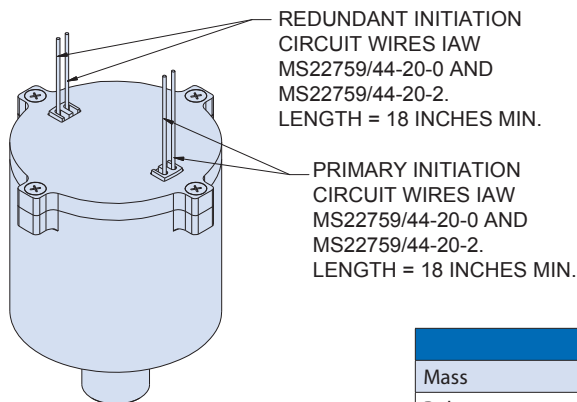 REDUNDANT INITIATION
CIRCUIT WIRES IAW
MS22759/44-20-0 AND
MS22759/44-20-2.
LENGTH = 18 INCHES MIN.
PRIMARY INITIATION
CIRCUIT WIRES IAW
MS22759/44-20-0 AND
MS22759/44-20-2.
LENGTH = 18 INCHES MIN.
Mass